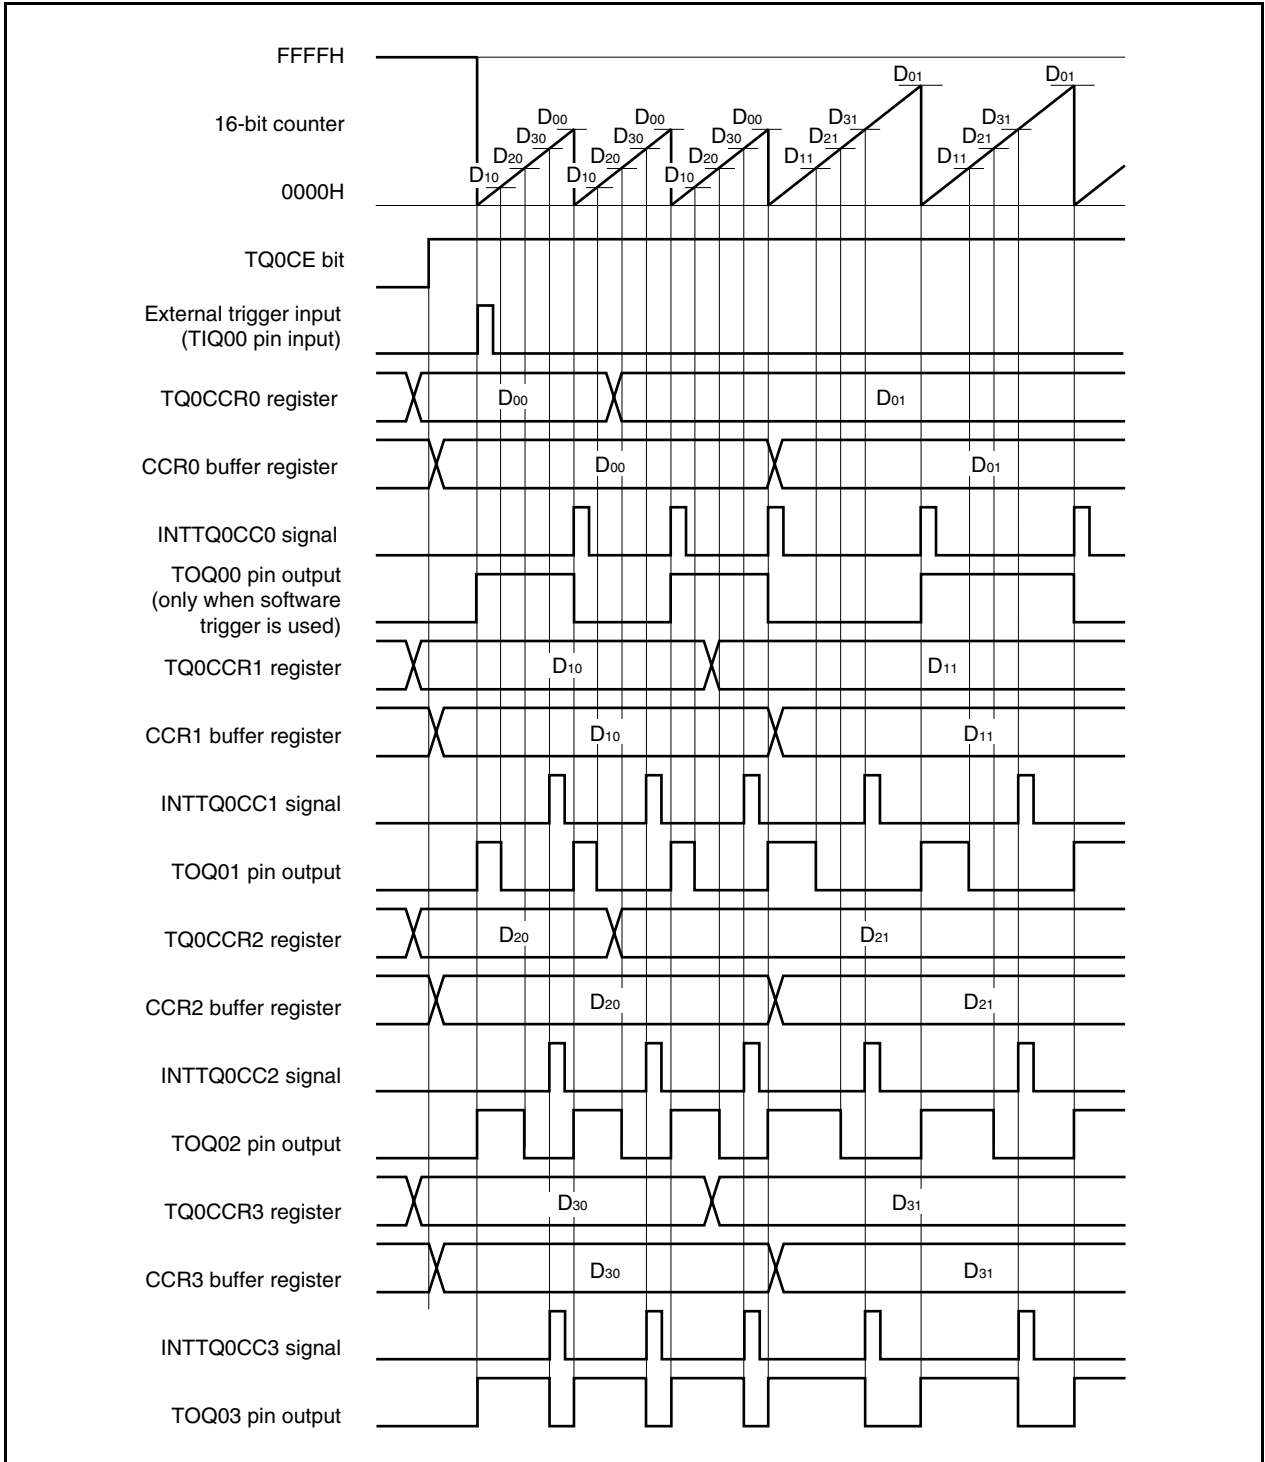 FFFFH
16-bit counter
0000H
D10 D20 D30 D00 D10 D20 D30 D00 D10 D20 D30 D00 D11 D21 D31 D01 D11 D21 D31 D01
TQ0CE bit
External trigger input
(TIQ00 pin input)
TQ0CCR0 register D00 D01
CCR0 buffer register D00 D01
INTTQ0CC0 signal
TOQ00 pin output
(only when software
trigger is used)
TQ0CCR1 register D10 D11
CCR1 buffer register D10 D11
INTTQ0CC1 signal
TOQ01 pin output
TQ0CCR2 register D20 D21
CCR2 buffer register D20 D21
INTTQ0CC2 signal
TOQ02 pin output
TQ0CCR3 register D30 D31
CCR3 buffer register D30 D31
INTTQ0CC3 signal
TOQ03 pin output